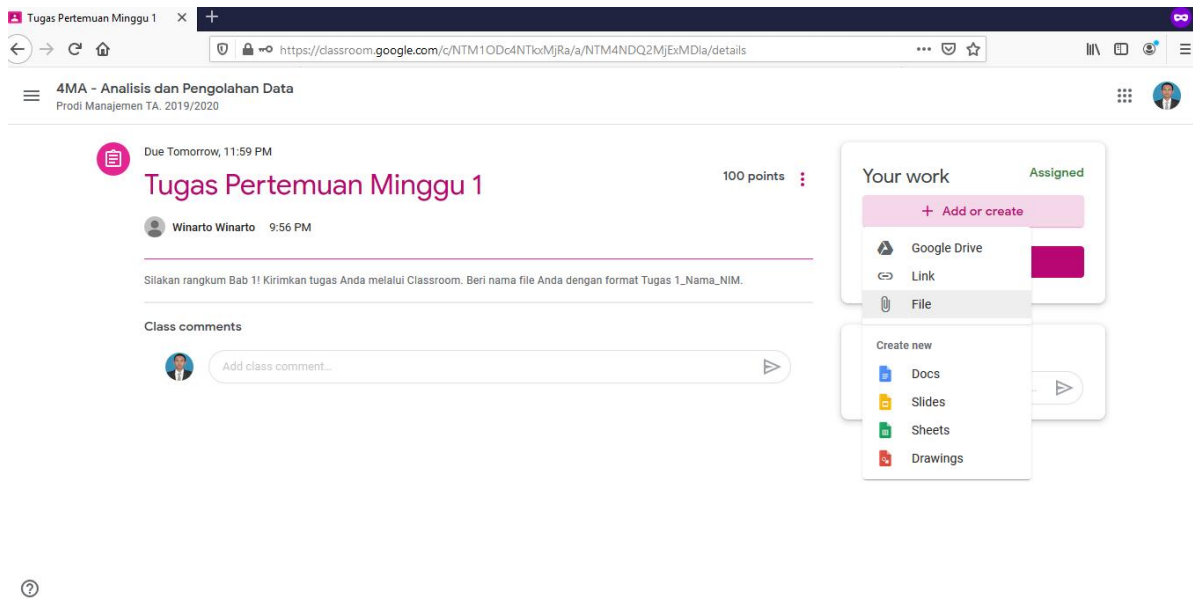 Tugas Pertemuan Minggu 1
https://classroom.google.com/c/NTM1ODc4NTkxMjRa/a/NTM4NDQ2MjExMDla/details
4MA - Analisis dan Pengolahan Data
Prodi Manajemen TA. 2019/2020
Due Tomorrow, 11:59 PM
Tugas Pertemuan Minggu 1
100 points
Winarto Winarto 9:56 PM
Silakan rangkum Bab 1! Kirimkan tugas Anda melalui Classroom. Beri nama file Anda dengan format Tugas 1_Nama_NIM.
Class comments
Add class comment...
Your work
Assigned
+ Add or create
Google Drive
Link
File
Create new
Docs
Slides
Sheets
Drawings